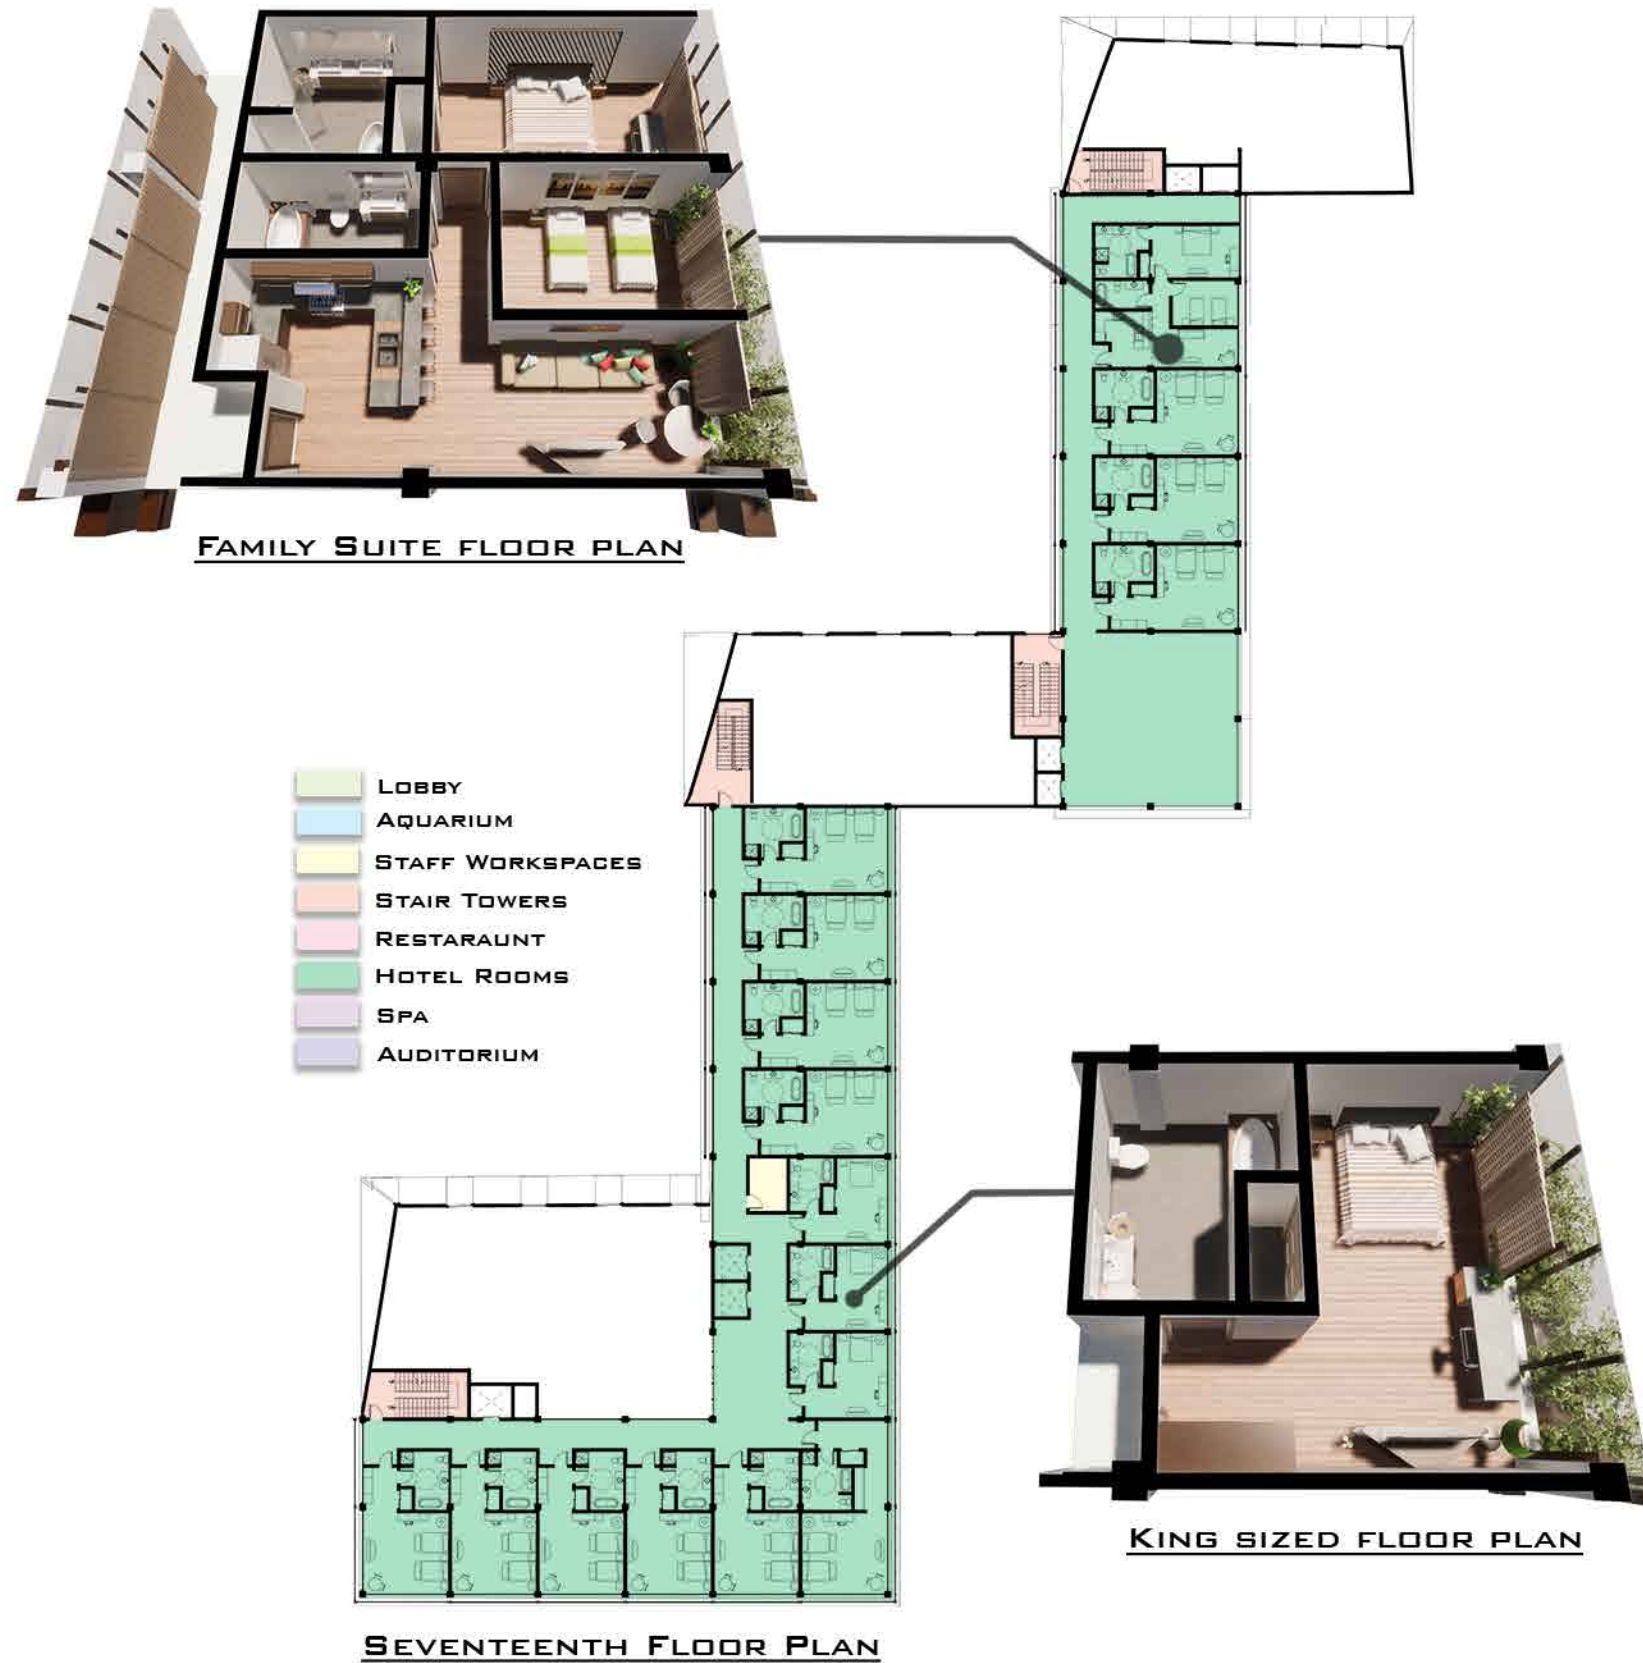 Family Suite floor plan
Lobby
Aquarium
Staff Workspaces
Stair Towers
Restaraunt
Hotel Rooms
Spa
Auditorium
King sized floor plan
Seventeenth Floor Plan